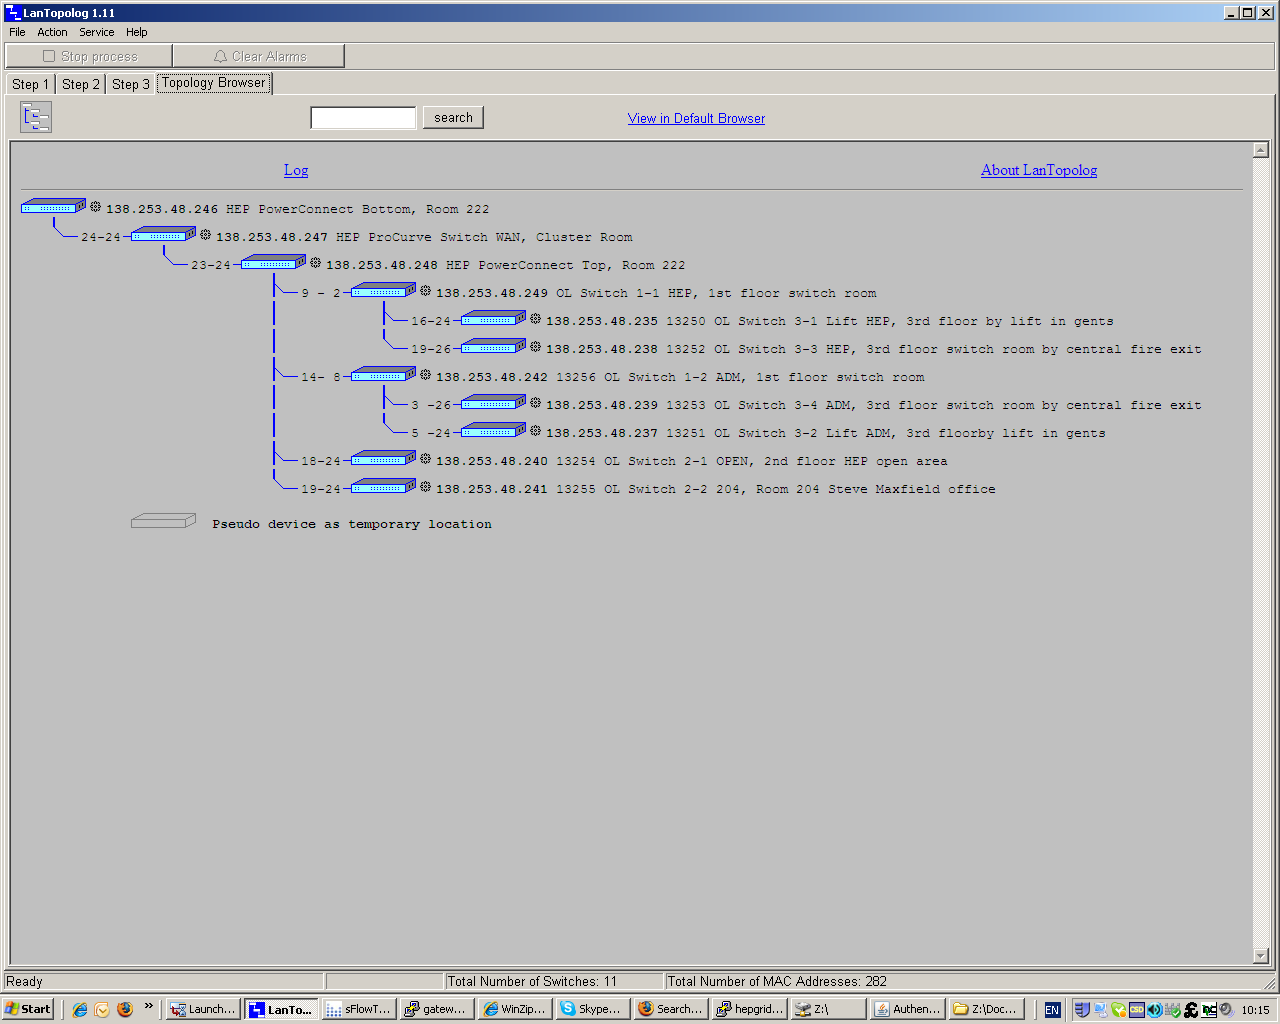 LanTopolog 1.11
File Action Service Help
Stop process Clear Alarms
Step 1 Step 2 Step 3 Topology Browser
search View in Default Browser
Log About LanTopolog
138.253.48.246 HEP PowerConnect Bottom, Room 222
24-24 138.253.48.247 HEP ProCurve Switch WAN, Cluster Room
23-24 138.253.48.248 HEP PowerConnect Top, Room 222
9 - 2 138.253.48.249 OL Switch 1-1 HEP, 1st floor switch room
16-24 138.253.48.235 13250 OL Switch 3-1 Lift HEP, 3rd floor by lift in gents
19-26 138.253.48.238 13252 OL Switch 3-3 HEP, 3rd floor switch room by central fire exit
14- 8 138.253.48.242 13256 OL Switch 1-2 ADM, 1st floor switch room
3 -26 138.253.48.239 13253 OL Switch 3-4 ADM, 3rd floor switch room by central fire exit
5 -24 138.253.48.237 13251 OL Switch 3-2 Lift ADM, 3rd floorby lift in gents
18-24 138.253.48.240 13254 OL Switch 2-1 OPEN, 2nd floor HEP open area
19-24 138.253.48.241 13255 OL Switch 2-2 204, Room 204 Steve Maxfield office
Pseudo device as temporary location
Ready Total Number of Switches: 11 Total Number of MAC Addresses: 282
Start » Launch... LanTo... sFlowT... gatew... WinZip... Skype... Search... hepgrid... Z:\ Authen... Z:\Doc... EN 10:15